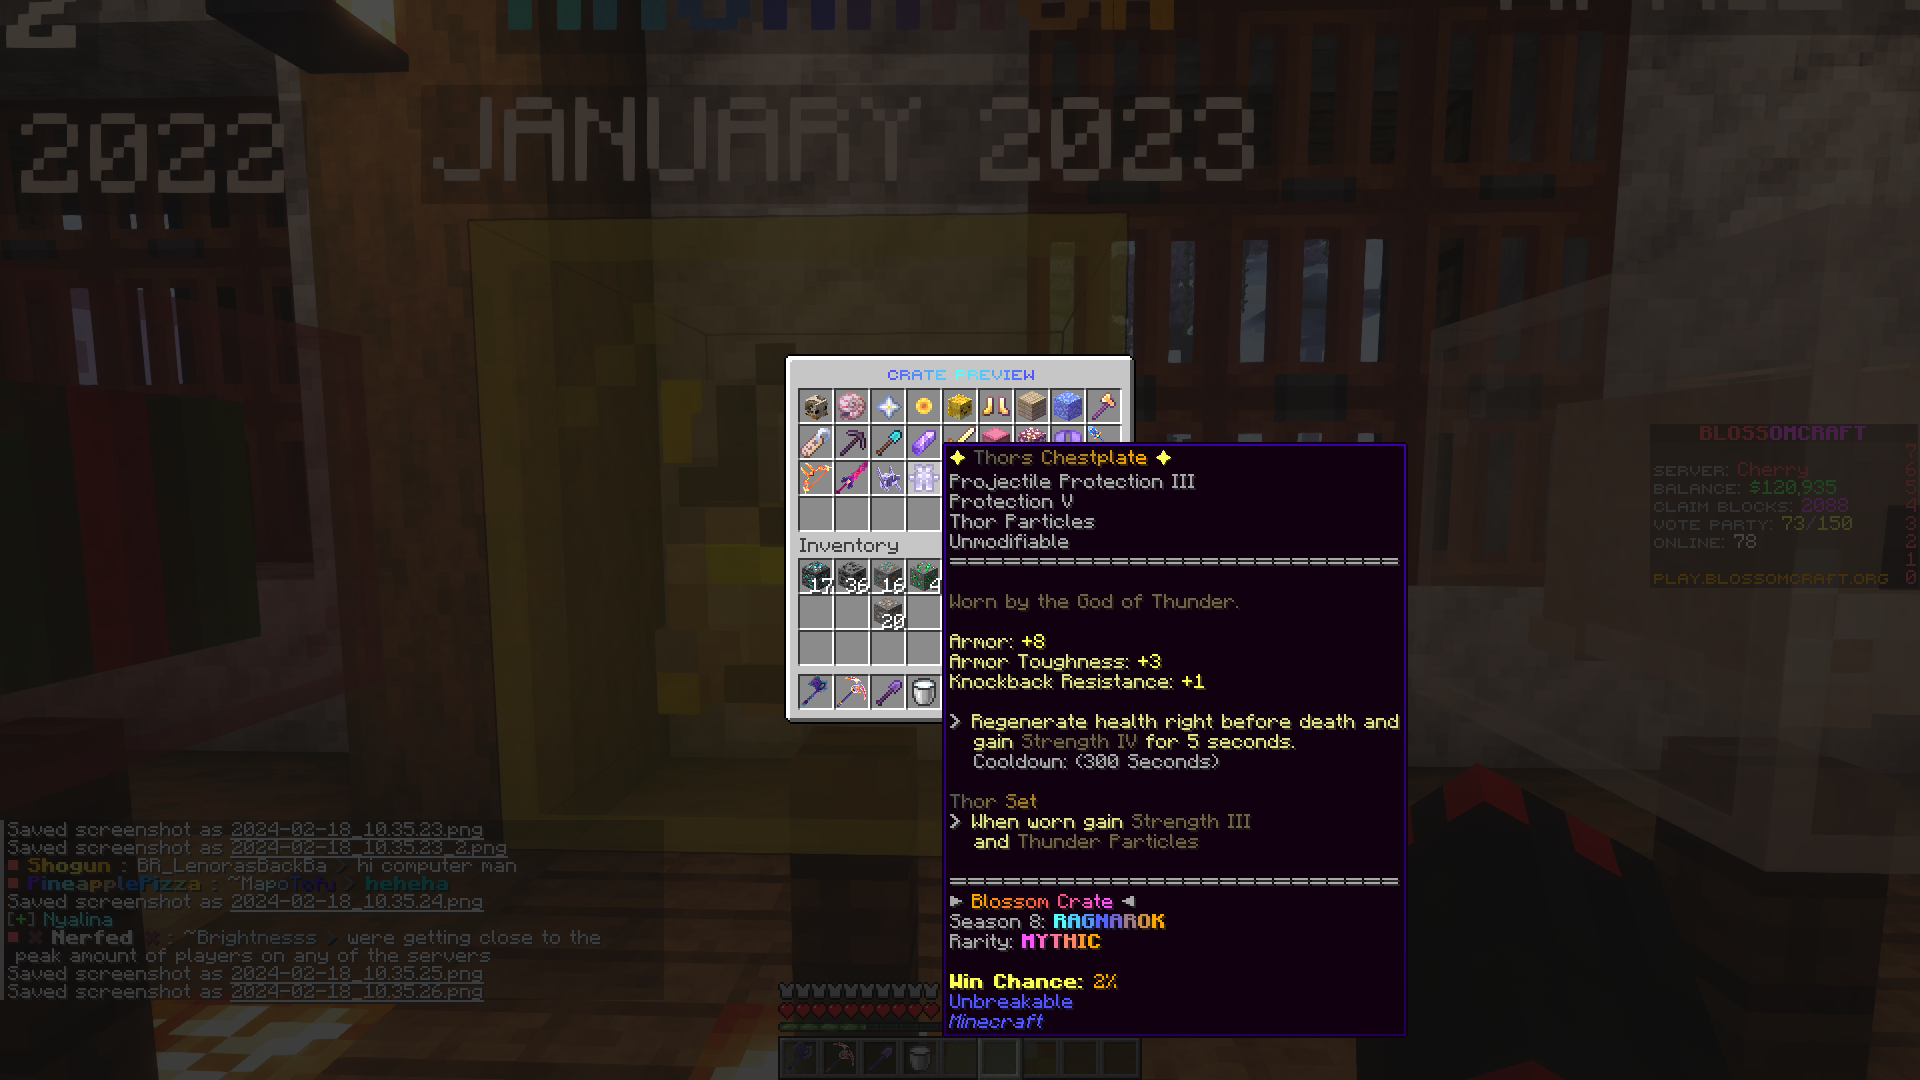 2022
JANUARY 2023
CRATE PREVIEW
Inventory
17
36
16
4
20
✦ Thors Chestplate ✦
Projectile Protection III
Protection V
Thor Particles
Unmodifiable
Worn by the God of Thunder.
Armor: +8
Armor Toughness: +3
Knockback Resistance: +1
> Regenerate health right before death and
gain Strength IV for 5 seconds.
Cooldown: (300 Seconds)
Thor Set
> When worn gain Strength III
and Thunder Particles
► Blossom Crate ◄
Season 8: RAGNAROK
Rarity: MYTHIC
Win Chance: 2%
Unbreakable
Minecraft
BLOSSOMCRAFT
7
SERVER: Cherry 6
BALANCE: $120,935 5
CLAIM BLOCKS: 2088 4
VOTE PARTY: 73/150 3
ONLINE: 78 2
1
PLAY.BLOSSOMCRAFT.ORG 0
Saved screenshot as 2024-02-18_10.35.23.png
Saved screenshot as 2024-02-18_10.35.23_2.png
Shogun : BR_LenorasBackBa > hi computer man
PineapplePizza : ~MapoTofu > heheha
Saved screenshot as 2024-02-18_10.35.24.png
[+] Nyalina
Nerfed : ~Brightnesss > were getting close to the
peak amount of players on any of the servers
Saved screenshot as 2024-02-18_10.35.25.png
Saved screenshot as 2024-02-18_10.35.26.png